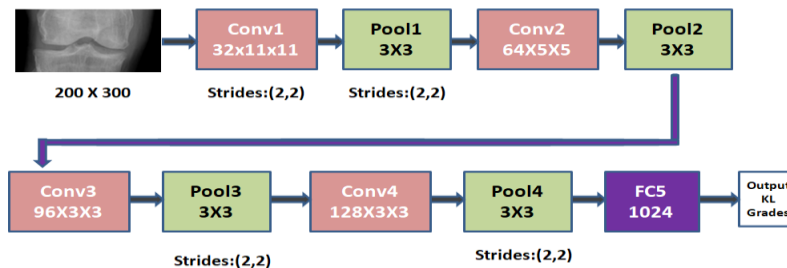 Conv1
32x11x11
Pool1
3X3
Conv2
64X5X5
Pool2
3X3
200 X 300
Strides:(2,2)
Strides:(2,2)
Conv3
96X3X3
Pool3
3X3
Conv4
128X3X3
Pool4
3X3
FC5
1024
Output
KL
Grades
Strides:(2,2)
Strides:(2,2)